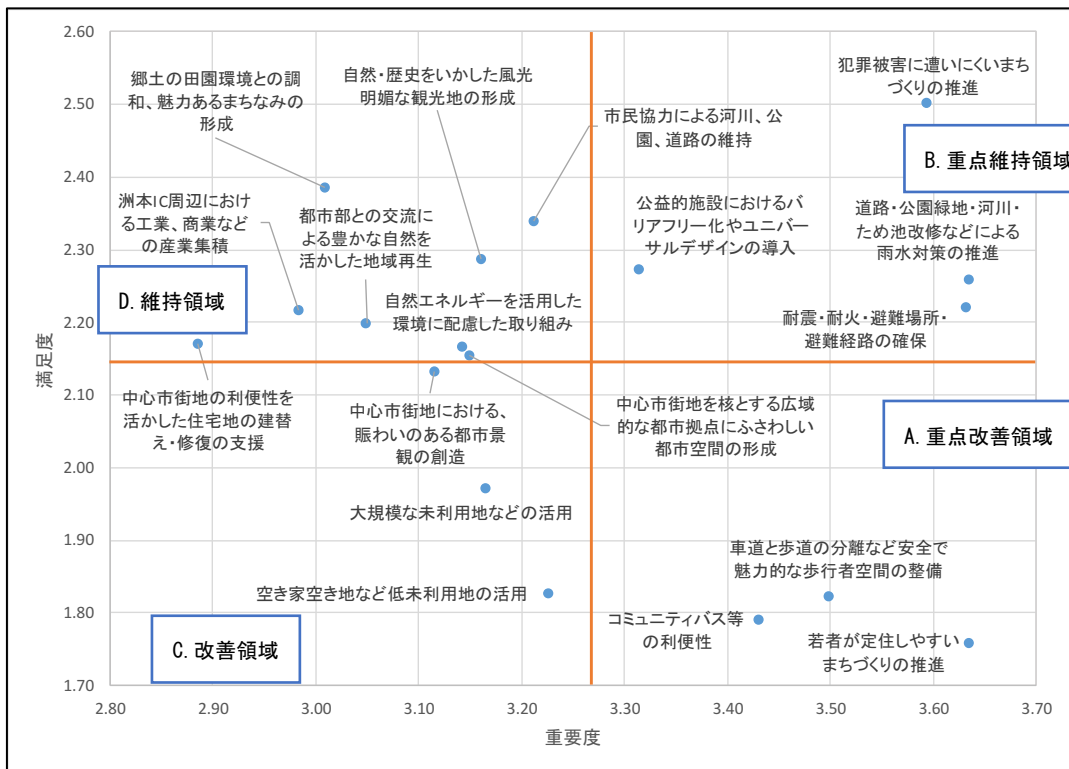 2.60
2.50
2.40
2.30
2.20
2.10
2.00
1.90
1.80
1.70
満足度
郷土の田園環境との調
和、魅力あるまちなみの
形成
自然・歴史をいかした風光
明媚な観光地の形成
市民協力による河川、公
園、道路の維持
犯罪被害に遭いにくいまち
づくりの推進
B. 重点維持領域
洲本IC周辺におけ
る工業、商業など
の産業集積
都市部との交流に
よる豊かな自然を
活かした地域再生
公益的施設におけるバ
リアフリー化やユニバー
サルデザインの導入
道路・公園緑地・河川・
ため池改修などによる
雨水対策の推進
D. 維持領域
自然エネルギーを活用した
環境に配慮した取り組み
耐震・耐火・避難場所・
避難経路の確保
中心市街地の利便性を
活かした住宅地の建替
え・修復の支援
中心市街地における、
賑わいのある都市景
観の創造
中心市街地を核とする広域
的な都市拠点にふさわしい
都市空間の形成
A. 重点改善領域
大規模な未利用地などの活用
車道と歩道の分離など安全で
魅力的な歩行者空間の整備
空き家空き地など低未利用地の活用
コミュニティバス等
の利便性
若者が定住しやすい
まちづくりの推進
C. 改善領域
2.80 2.90 3.00 3.10 3.20 3.30 3.40 3.50 3.60 3.70
重要度